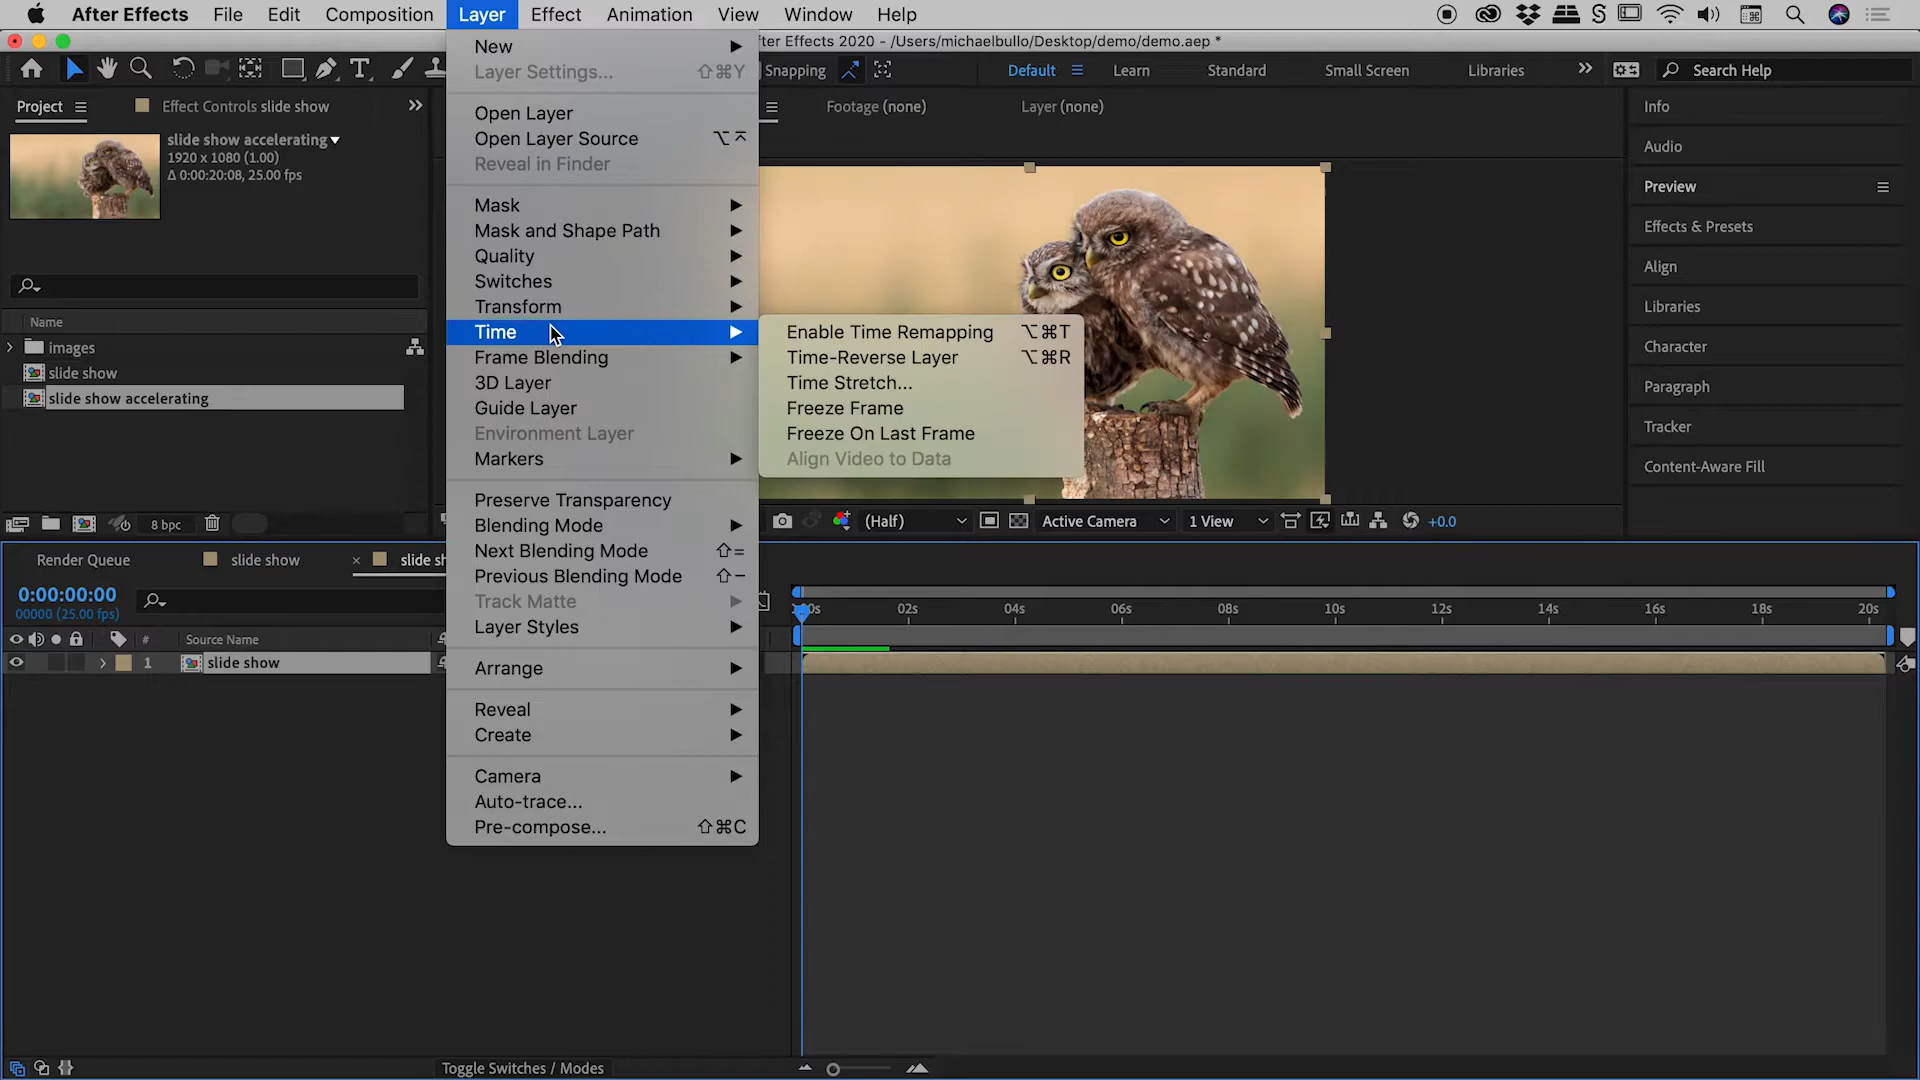 After Effects File Edit Composition Layer Effect Animation View Window Help
fter Effects 2020 - /Users/michaelbullo/Desktop/demo/demo.aep *
Snapping Default Learn Standard Small Screen Libraries Search Help
Project Effect Controls slide show
Footage (none) Layer (none)
slide show accelerating
1920 x 1080 (1.00)
Δ 0:00:20:08, 25.00 fps
Name
images
slide show
slide show accelerating
8 bpc
New
Layer Settings... ⇧⌘Y
Open Layer
Open Layer Source ⌥⌤
Reveal in Finder
Mask
Mask and Shape Path
Quality
Switches
Transform
Time
Frame Blending
3D Layer
Guide Layer
Environment Layer
Markers
Preserve Transparency
Blending Mode
Next Blending Mode ⇧=
Previous Blending Mode ⇧−
Track Matte
Layer Styles
Arrange
Reveal
Create
Camera
Auto-trace...
Pre-compose... ⇧⌘C
Enable Time Remapping ⌥⌘T
Time-Reverse Layer ⌥⌘R
Time Stretch...
Freeze Frame
Freeze On Last Frame
Align Video to Data
(Half) Active Camera 1 View +0.0
Info
Audio
Preview
Effects & Presets
Align
Libraries
Character
Paragraph
Tracker
Content-Aware Fill
Render Queue slide show × slide sh
0:00:00:00
00000 (25.00 fps)
# Source Name
1 slide show
:00s 02s 04s 06s 08s 10s 12s 14s 16s 18s 20s
Toggle Switches / Modes